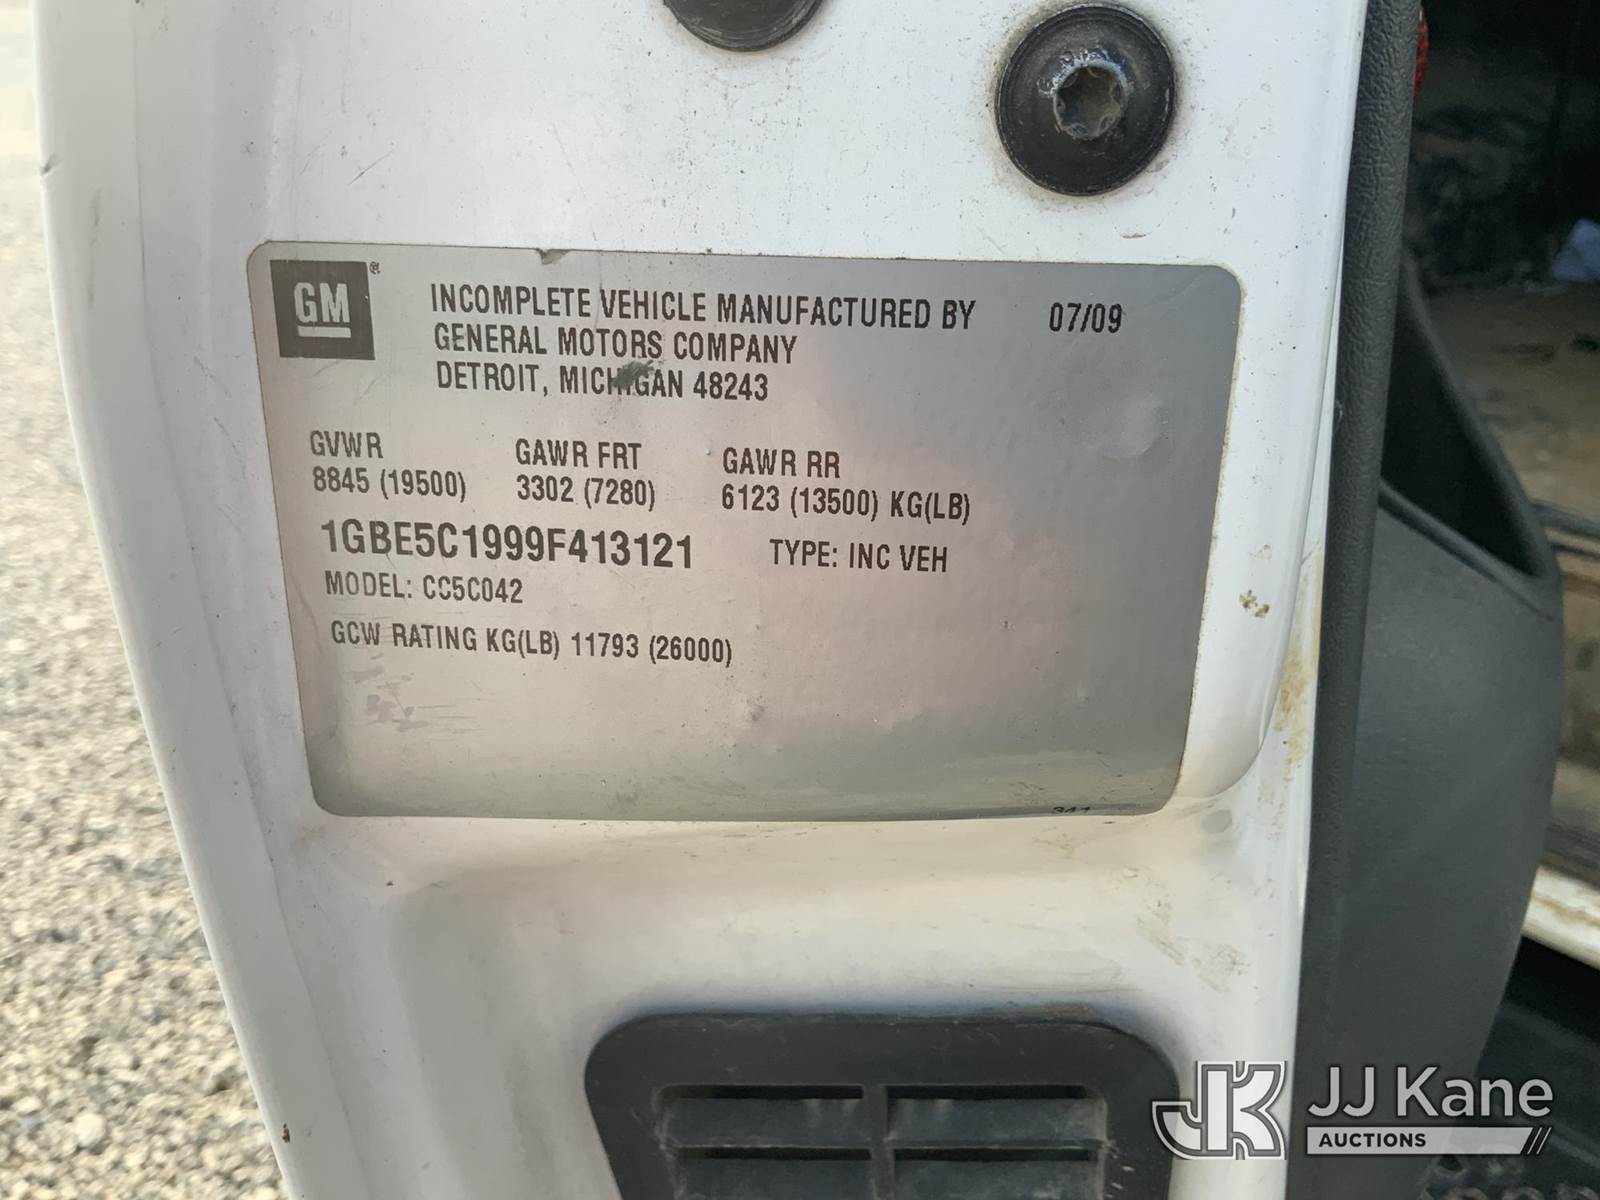 GM ®
INCOMPLETE VEHICLE MANUFACTURED BY 07/09
GENERAL MOTORS COMPANY
DETROIT, MICHIGAN 48243
GVWR GAWR FRT GAWR RR
8845 (19500) 3302 (7280) 6123 (13500) KG(LB)
1GBE5C1999F413121 TYPE: INC VEH
MODEL: CC5C042
GCW RATING KG(LB) 11793 (26000)
JK JJ Kane
AUCTIONS